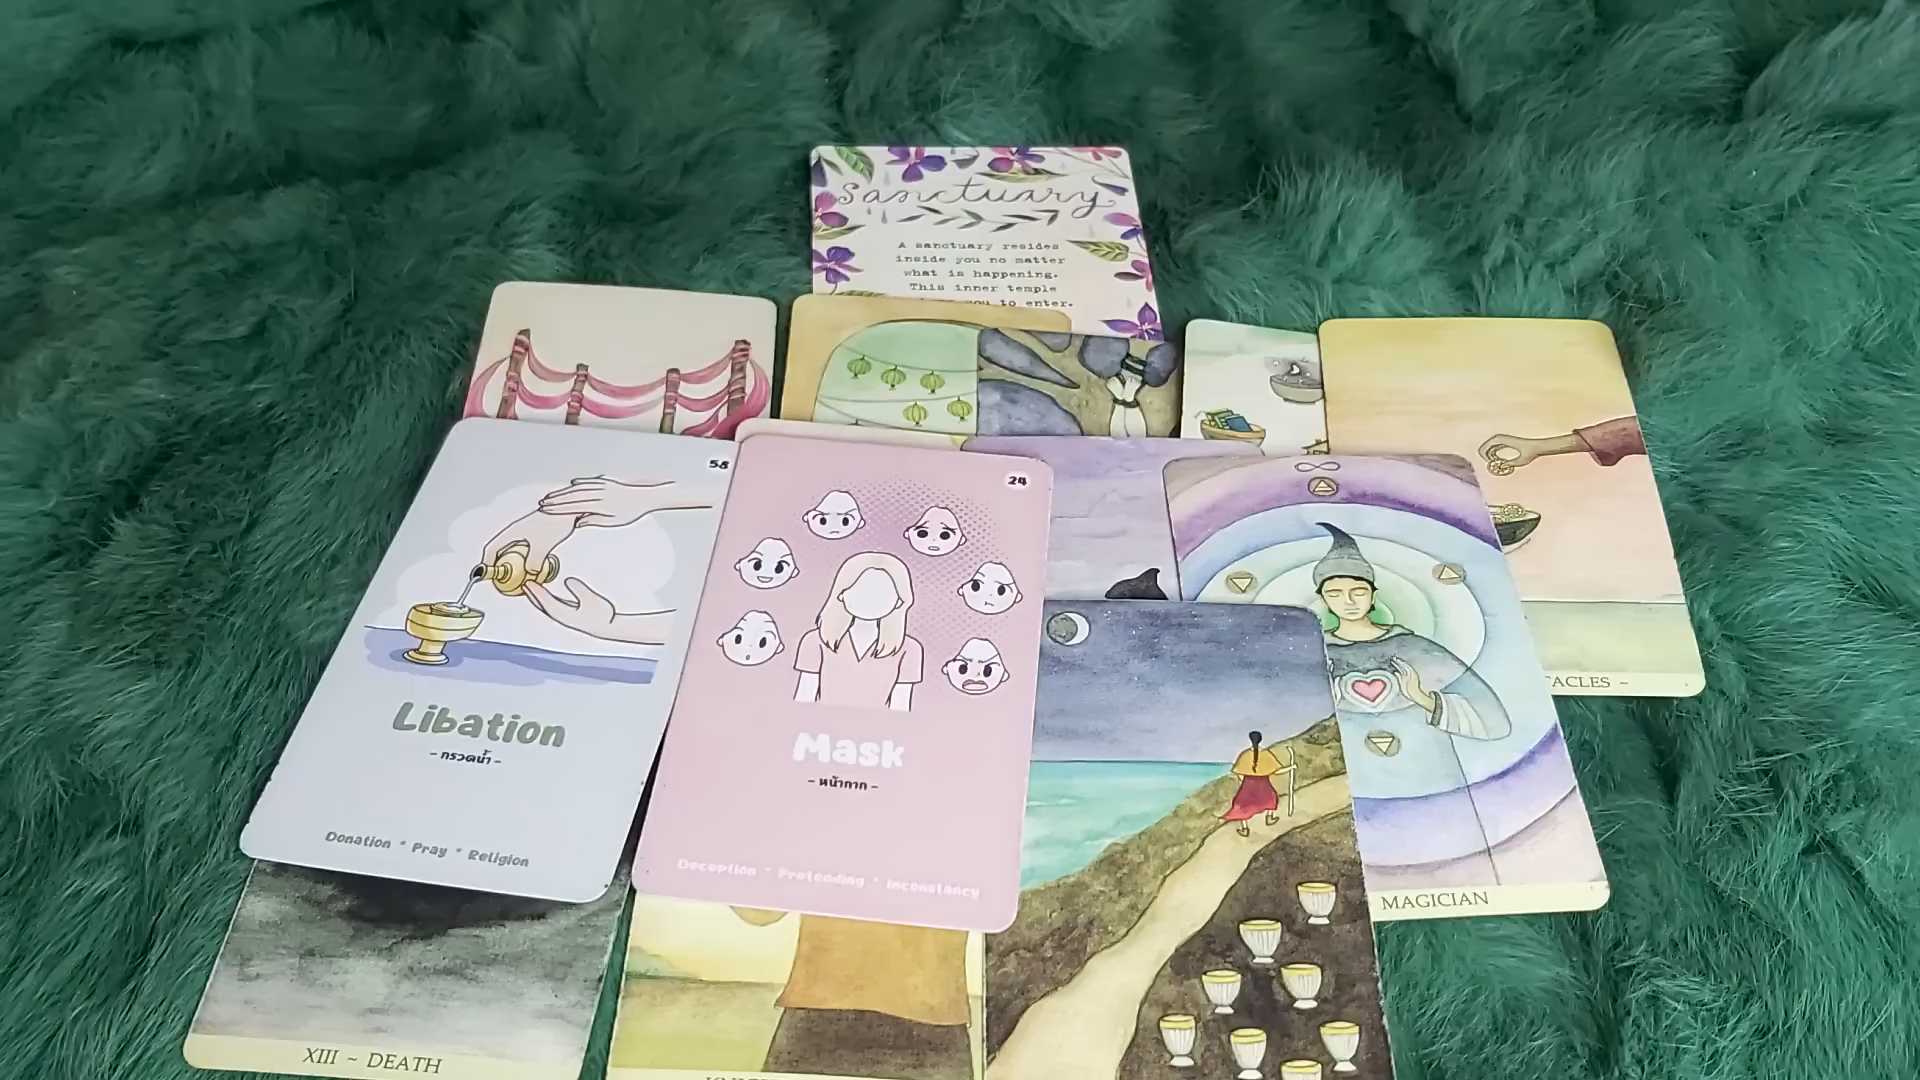 sanctuary
A sanctuary resides
inside you no matter
what is happening.
This inner temple
you to enter.
58
Libation
- กรวดน้ำ -
Donation * Pray * Religion
24
Mask
- หน้ากาก -
Deception * Pretending * Inconstancy
TACLES ~
MAGICIAN
XIII ~ DEATH